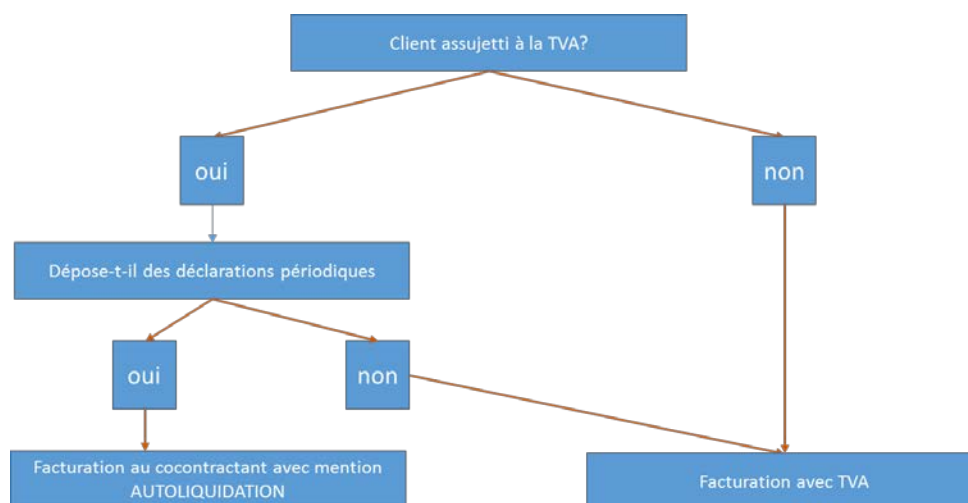 Client assujetti à la TVA?
oui
non
Dépose-t-il des déclarations périodiques
oui
non
Facturation au cocontractant avec mention
AUTOLIQUIDATION
Facturation avec TVA